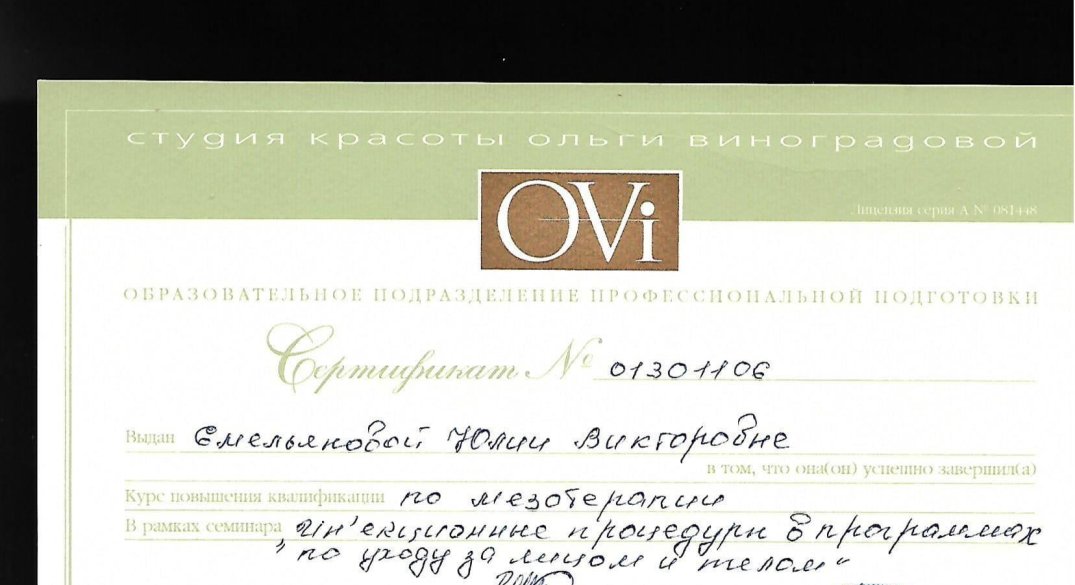 студия красоты ольги виноградовой
OVi
Лицензия серия А № 081448
ОБРАЗОВАТЕЛЬНОЕ ПОДРАЗДЕЛЕНИЕ ПРОФЕССИОНАЛЬНОЙ ПОДГОТОВКИ
Сертификат № 01301106
Выдан Емельяновой Юлии Викторовне
в том, что она(он) успешно завершил(а)
Курс повышения квалификации по мезотерапии
В рамках семинара "Ин'екционные процедуры в программах
по уходу за лицом и телом"